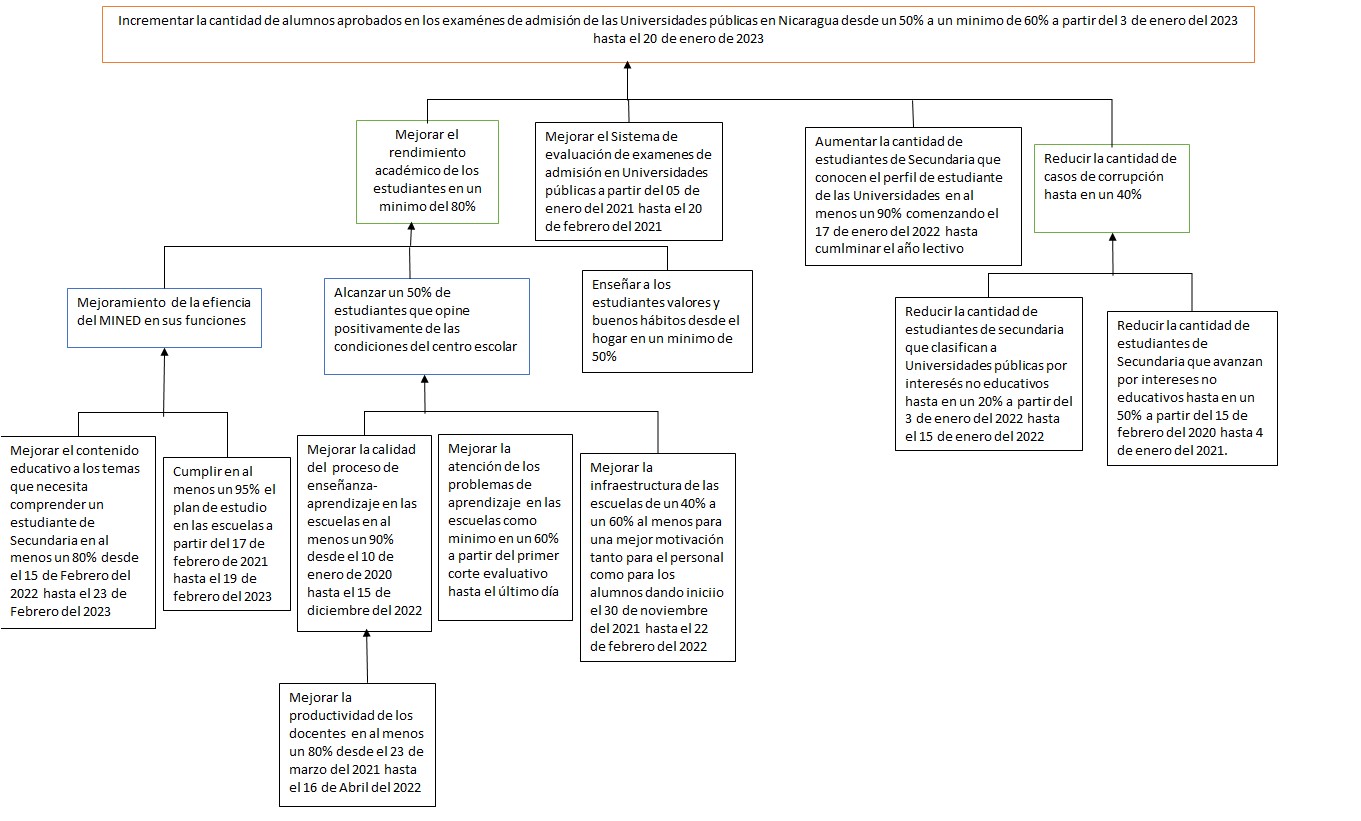 Incrementar la cantidad de alumnos aprobados en los examénes de admisión de las Universidades públicas en Nicaragua desde un 50% a un minimo de 60% a partir del 3 de enero del 2023
hasta el 20 de enero de 2023
Mejorar el
rendimiento
académico de los
estudiantes en un
minimo del 80%
Mejorar el Sistema de
evaluación de examenes de
admisión en Universidades
públicas a partir del 05 de
enero del 2021 hasta el 20
de febrero del 2021
Aumentar la cantidad de
estudiantes de Secundaria que
conocen el perfil de estudiante
de las Universidades en al
menos un 90% comenzando el
17 de enero del 2022 hasta
cumlminar el año lectivo
Reducir la cantidad de
casos de corrupción
hasta en un 40%
Mejoramiento de la efiencia
del MINED en sus funciones
Alcanzar un 50% de
estudiantes que opine
positivamente de las
condiciones del centro escolar
Enseñar a los
estudiantes valores y
buenos hábitos desde el
hogar en un minimo de
50%
Reducir la cantidad de
estudiantes de secundaria
que clasifican a
Universidades públicas por
interesés no educativos
hasta en un 20% a partir del
3 de enero del 2022 hasta
el 15 de enero del 2022
Reducir la cantidad de
estudiantes de
Secundaria que avanzan
por intereses no
educativos hasta en un
50% a partir del 15 de
febrero del 2020 hasta 4
de enero del 2021.
Mejorar el contenido
educativo a los temas
que necesita
comprender un
estudiante de
Secundaria en al
menos un 80% desde
el 15 de Febrero del
2022 hasta el 23 de
Febrero del 2023
Cumplir en al
menos un 95% el
plan de estudio
en las escuelas a
partir del 17 de
febrero de 2021
hasta el 19 de
febrero del 2023
Mejorar la calidad
del proceso de
enseñanza-
aprendizaje en las
escuelas en al
menos un 90%
desde el 10 de
enero de 2020
hasta el 15 de
diciembre del 2022
Mejorar la
atención de los
problemas de
aprendizaje en las
escuelas como
minimo en un 60%
a partir del primer
corte evaluativo
hasta el último día
Mejorar la
infraestructura de las
escuelas de un 40% a
un 60% al menos para
una mejor motivación
tanto para el personal
como para los
alumnos dando iniciio
el 30 de noviembre
del 2021 hasta el 22
de febrero del 2022
Mejorar la
productividad de los
docentes en al menos
un 80% desde el 23 de
marzo del 2021 hasta
el 16 de Abril del 2022